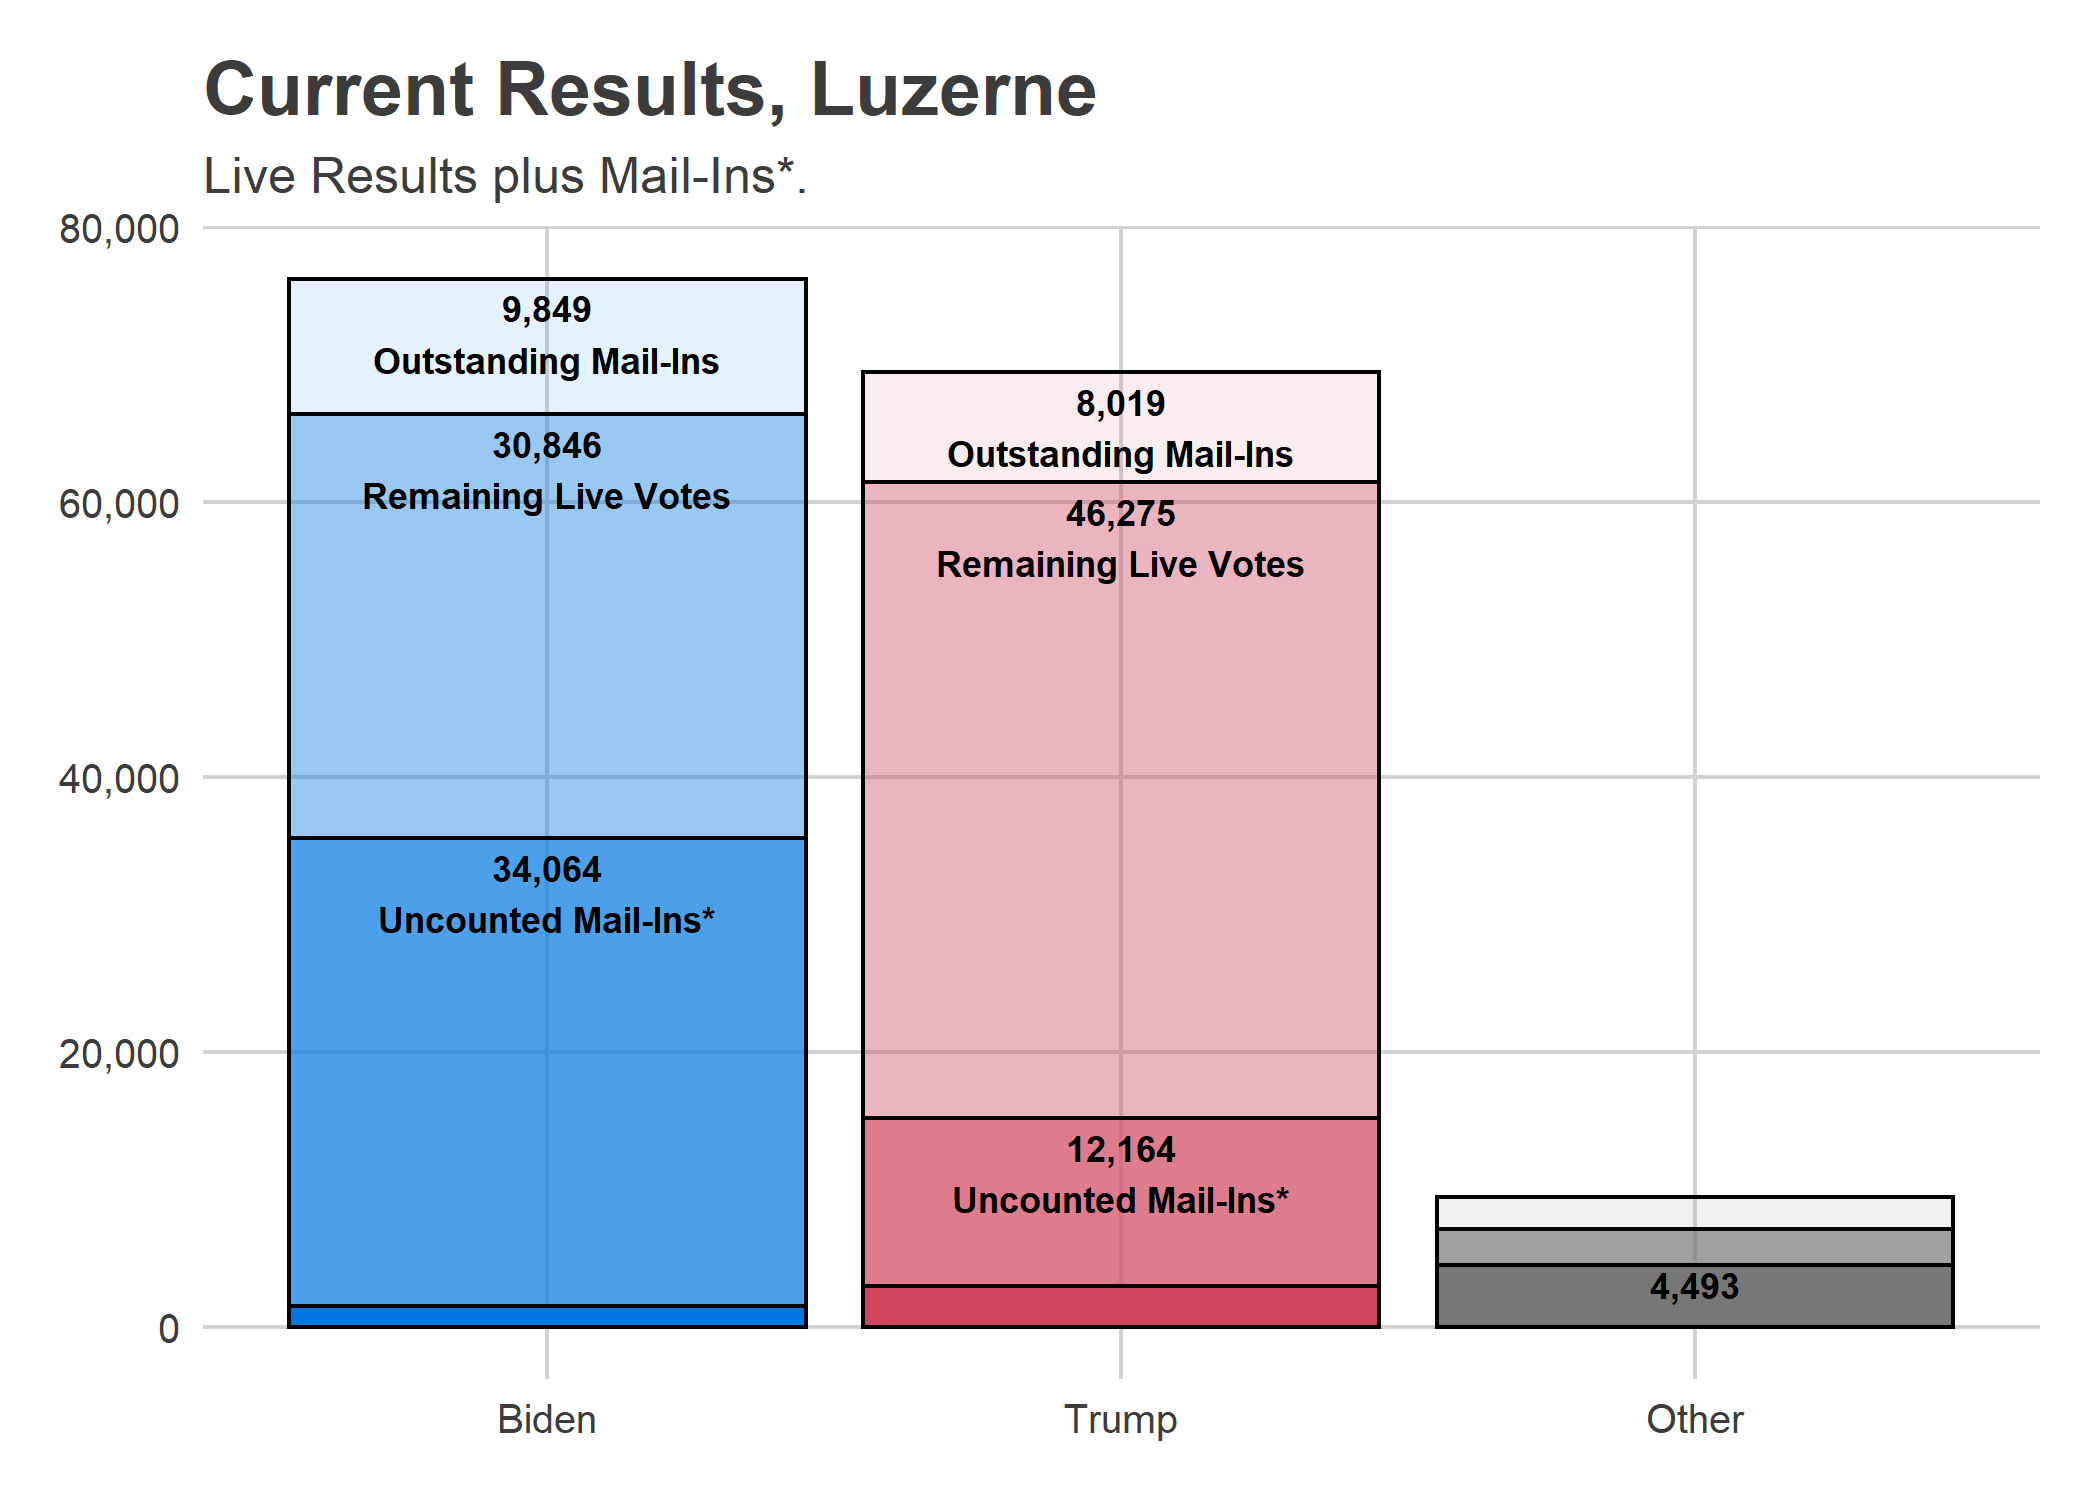 Current Results, Luzerne
Live Results plus Mail-Ins*.
80,000
60,000
40,000
20,000
0
9,849
Outstanding Mail-Ins
30,846
Remaining Live Votes
34,064
Uncounted Mail-Ins*
8,019
Outstanding Mail-Ins
46,275
Remaining Live Votes
12,164
Uncounted Mail-Ins*
4,493
Biden
Trump
Other